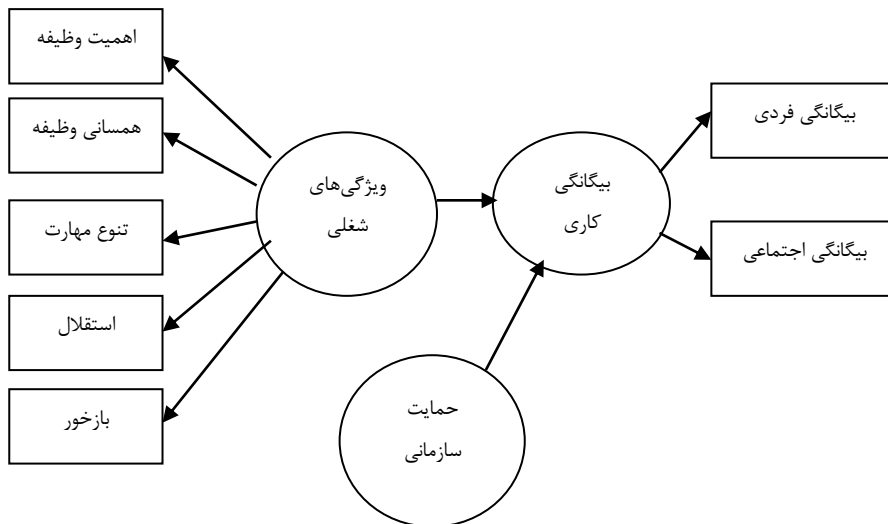 اهمیت وظیفه
همسانی وظیفه
تنوع مهارت
استقلال
بازخور
ویژگی‌های
شغلی
بیگانگی
کاری
حمایت
سازمانی
بیگانگی فردی
بیگانگی اجتماعی